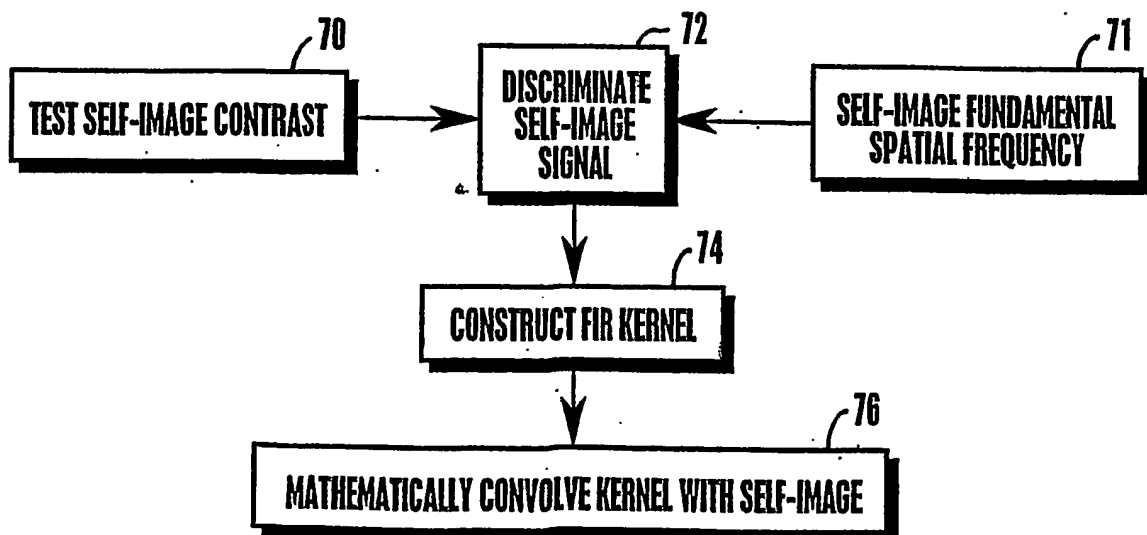 70
TEST SELF-IMAGE CONTRAST
72
DISCRIMINATE
SELF-IMAGE
SIGNAL
71
SELF-IMAGE FUNDAMENTAL
SPATIAL FREQUENCY
74
CONSTRUCT FIR KERNEL
76
MATHEMATICALLY CONVOLVE KERNEL WITH SELF-IMAGE